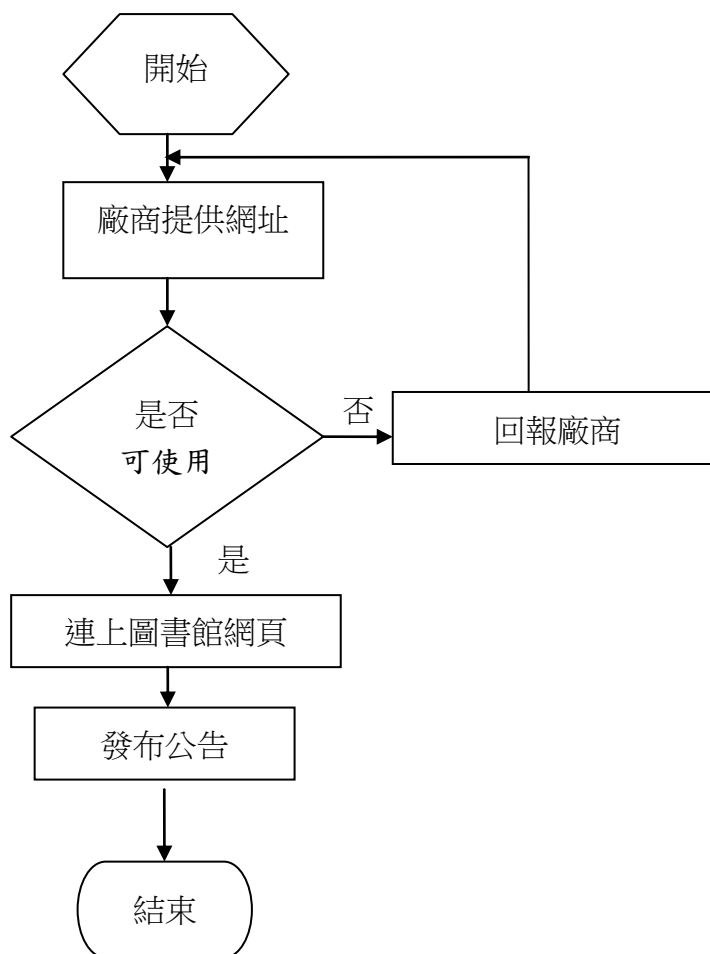 開始
廠商提供網址
是否
可使用
否
回報廠商
是
連上圖書館網頁
發布公告
結束